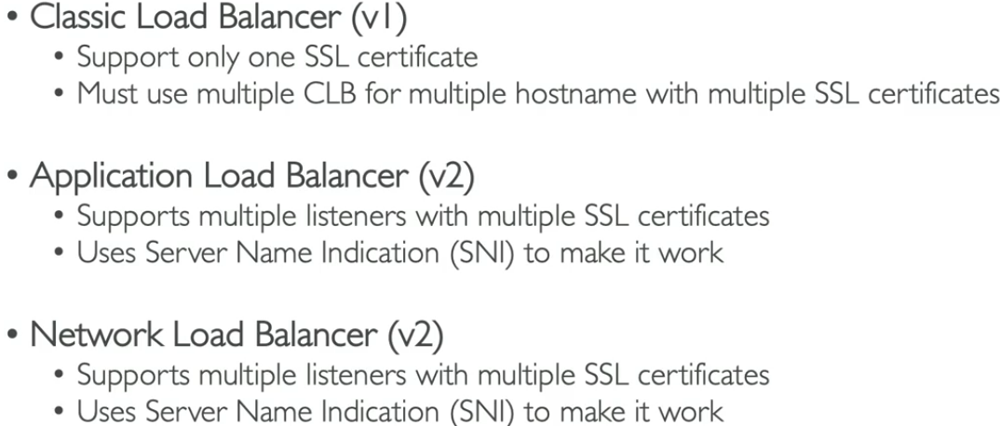 • Classic Load Balancer (v1)
• Support only one SSL certificate
• Must use multiple CLB for multiple hostname with multiple SSL certificates
• Application Load Balancer (v2)
• Supports multiple listeners with multiple SSL certificates
• Uses Server Name Indication (SNI) to make it work
• Network Load Balancer (v2)
• Supports multiple listeners with multiple SSL certificates
• Uses Server Name Indication (SNI) to make it work